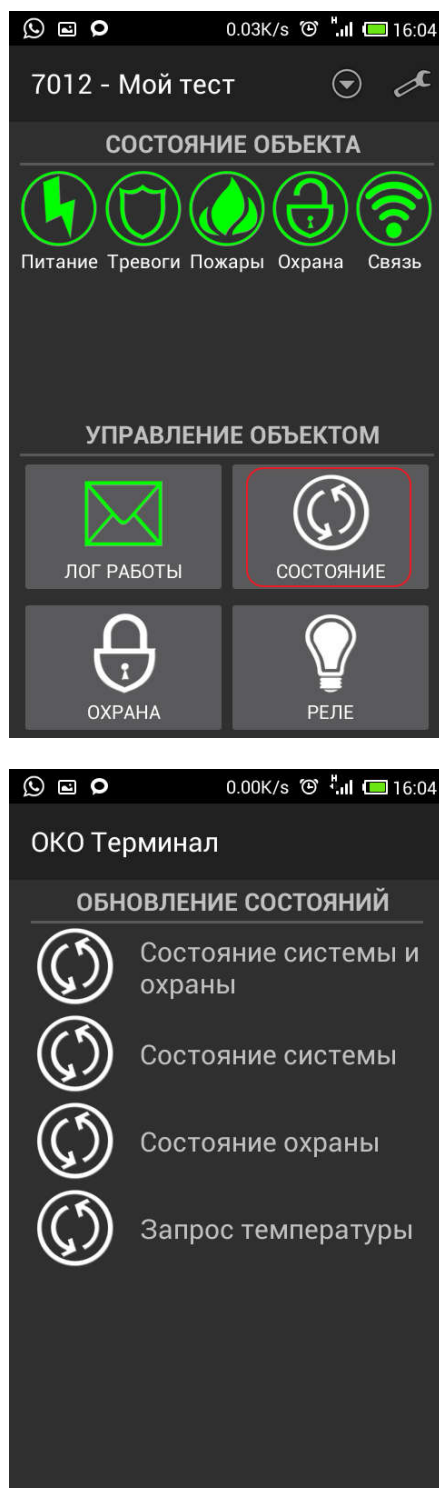 0.03K/s H 16:04
7012 - Мой тест
СОСТОЯНИЕ ОБЪЕКТА
Питание Тревоги Пожары Охрана Связь
УПРАВЛЕНИЕ ОБЪЕКТОМ
ЛОГ РАБОТЫ СОСТОЯНИЕ
ОХРАНА РЕЛЕ
0.00K/s H 16:04
ОКО Терминал
ОБНОВЛЕНИЕ СОСТОЯНИЙ
Состояние системы и
охраны
Состояние системы
Состояние охраны
Запрос температуры